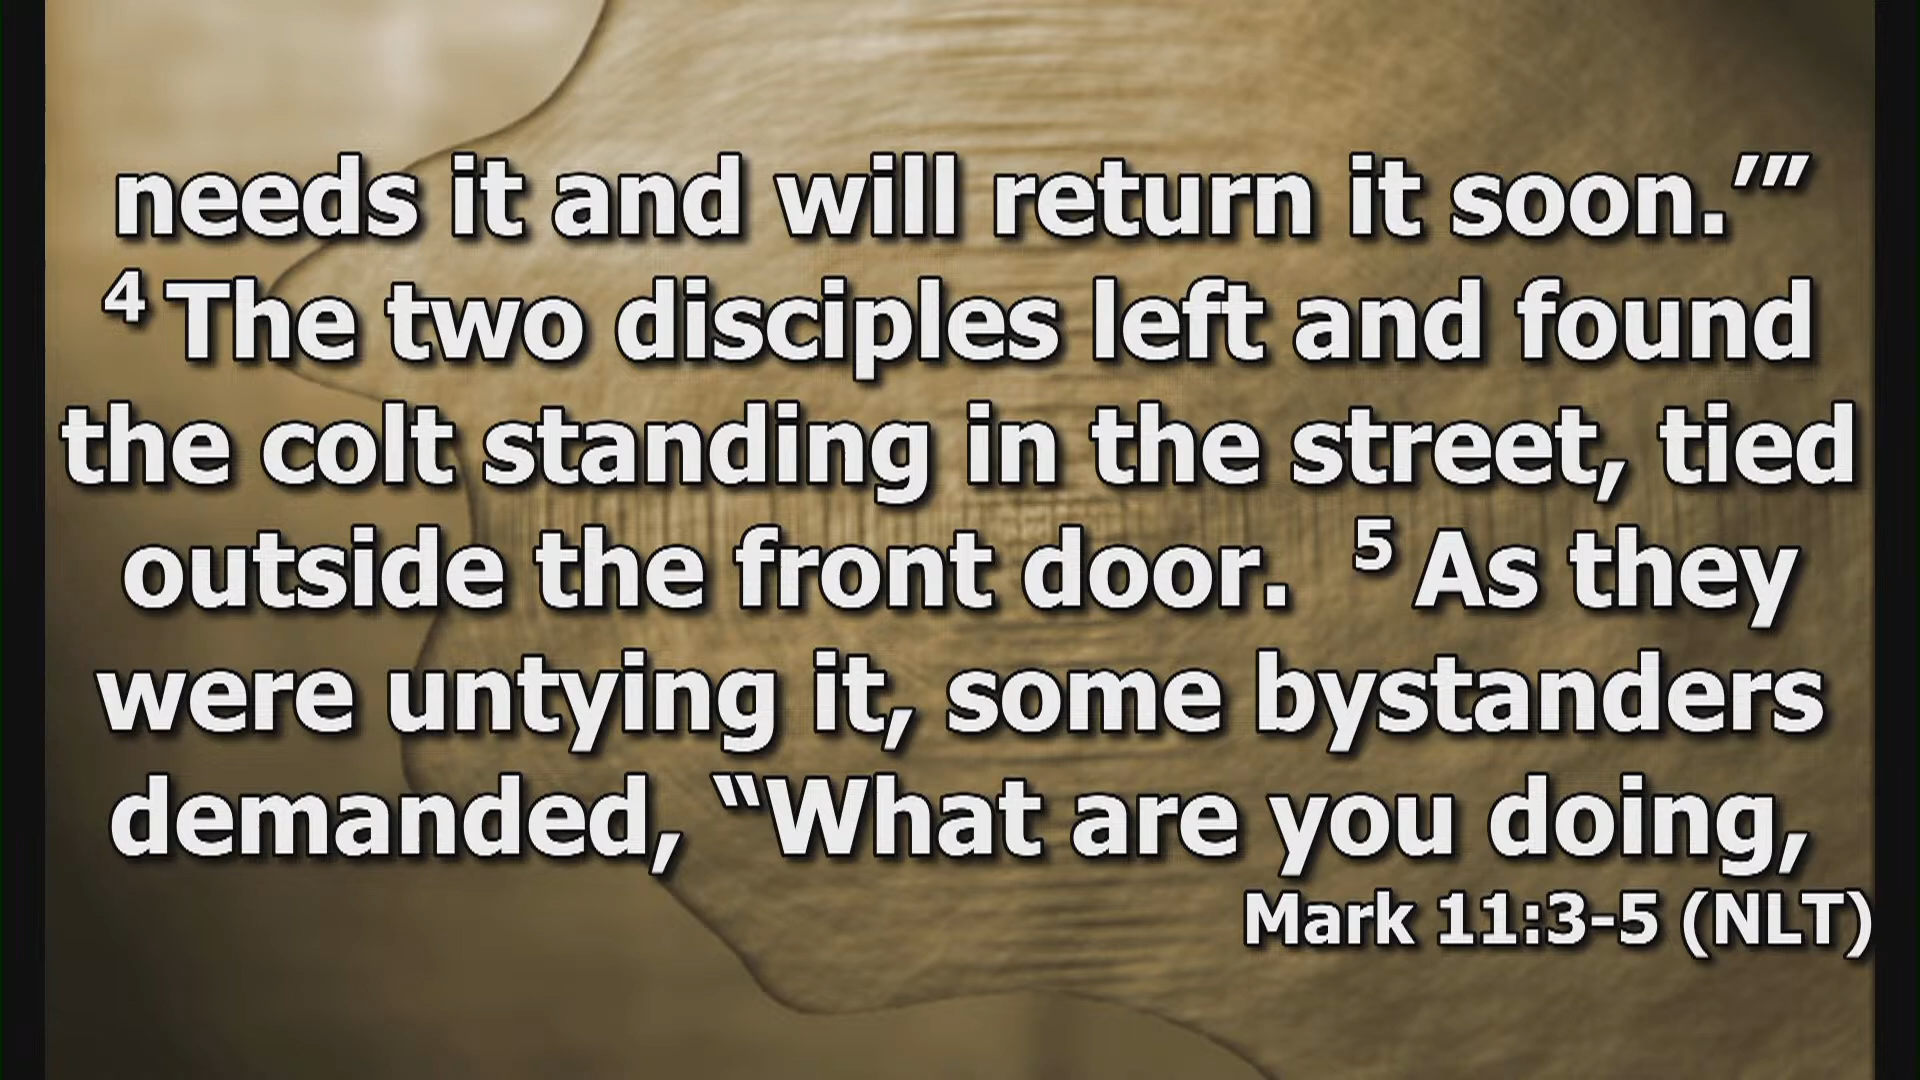 needs it and will return it soon.’”
4 The two disciples left and found
the colt standing in the street, tied
outside the front door. 5 As they
were untying it, some bystanders
demanded, “What are you doing,
Mark 11:3-5 (NLT)